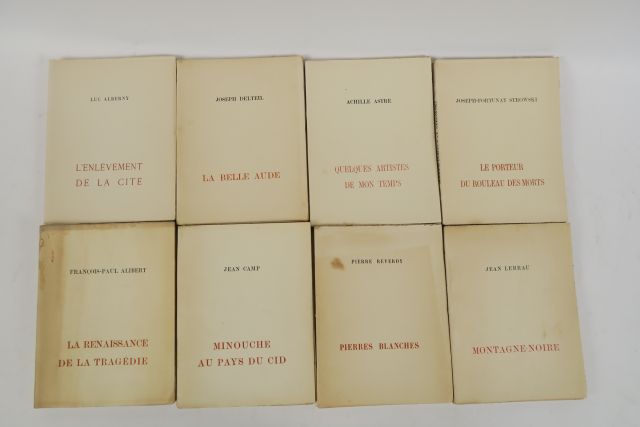 LUC ALBERNY
L'ENLÈVEMENT
DE LA CITÉ
JOSEPH DELTEIL
LA BELLE AUDE
ACHILLE ASTRE
QUELQUES ARTISTES
DE MON TEMPS
JOSEPH-FORTUNAT STROWSKI
LE PORTEUR
DU ROULEAU DES MORTS
FRANÇOIS-PAUL ALIBERT
LA RENAISSANCE
DE LA TRAGÉDIE
JEAN CAMP
MINOUCHE
AU PAYS DU CID
PIERRE REVERDY
PIERRES BLANCHES
JEAN LEBRAU
MONTAGNE-NOIRE